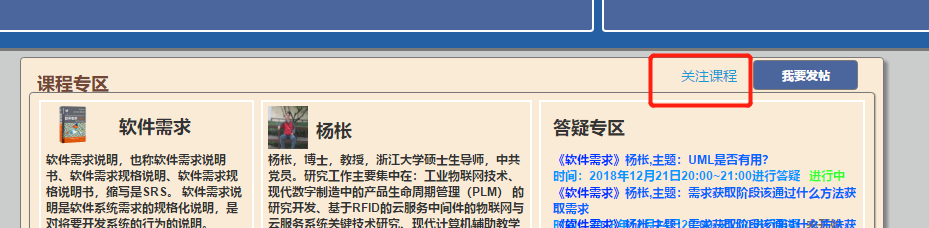 课程专区
关注课程
我要发帖
软件需求
软件需求说明，也称软件需求说明
书、软件需求规格说明、软件需求规
格说明书，缩写是SRS。 软件需求说
明是软件系统需求的规格化说明，是
对将要开发系统的行为的说明。
杨枨
杨枨，博士，教授，浙江大学硕士生导师，中共
党员。研究工作主要集中在：工业物联网技术、
现代数字制造中的产品生命周期管理（PLM） 的
研究开发、基于RFID的云服务中间件的物联网与
云服务系统关键技术研究、现代计算机辅助教学
答疑专区
《软件需求》杨枨,主题：UML是否有用?
时间：2018年12月21日20:00~21:00进行答疑 进行中
《软件需求》杨枨,主题：需求获取阶段该通过什么方法获
取需求